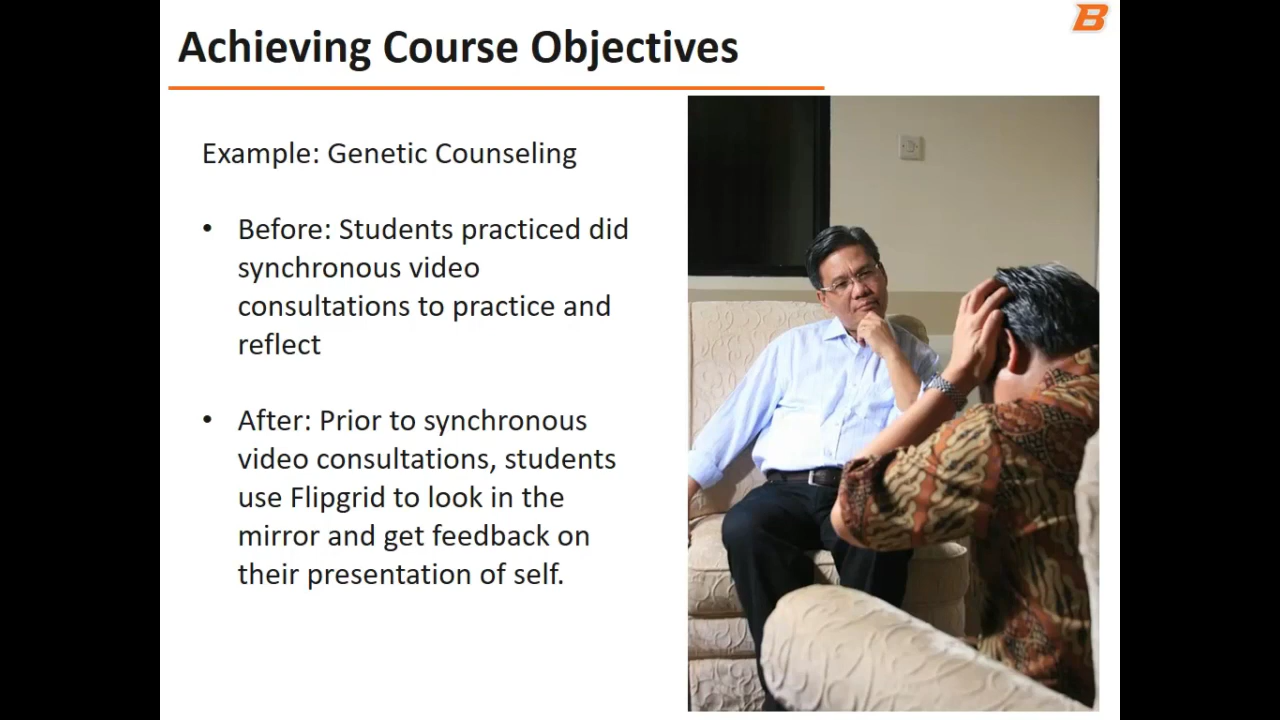 B
Achieving Course Objectives
Example: Genetic Counseling
• Before: Students practiced did
synchronous video
consultations to practice and
reflect
• After: Prior to synchronous
video consultations, students
use Flipgrid to look in the
mirror and get feedback on
their presentation of self.